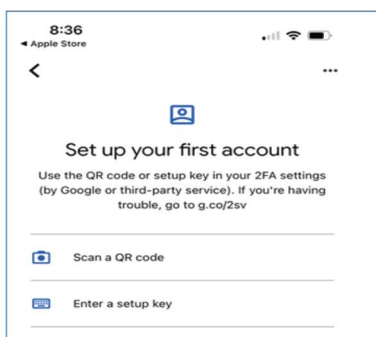 8:36
◀ Apple Store
Set up your first account
Use the QR code or setup key in your 2FA settings
(by Google or third-party service). If you're having
trouble, go to g.co/2sv
Scan a QR code
Enter a setup key